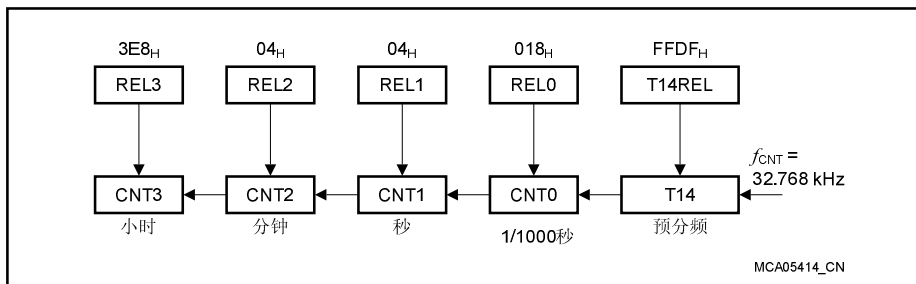 3E8H 04H 04H 018H FFDFH
REL3 REL2 REL1 REL0 T14REL
fCNT =
32.768 kHz
CNT3 CNT2 CNT1 CNT0 T14
小时 分钟 秒 1/1000秒 预分频
MCA05414_CN